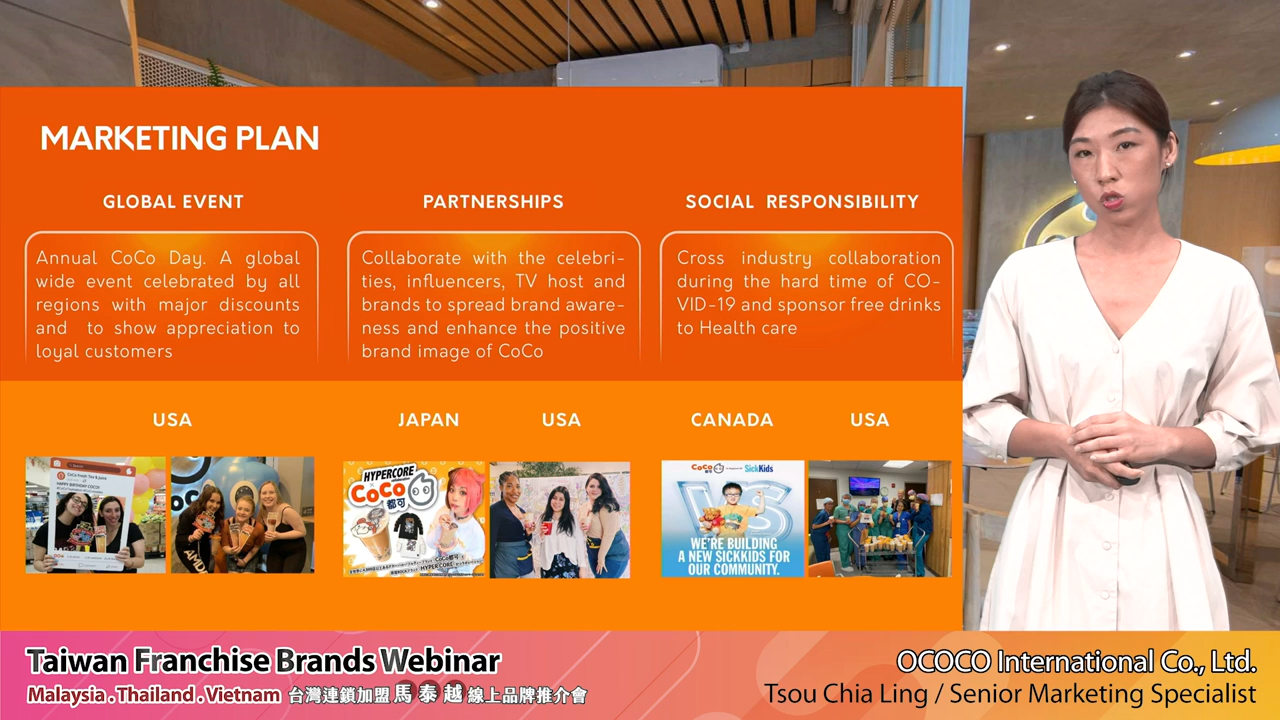 MARKETING PLAN
GLOBAL EVENT
Annual CoCo Day. A global
wide event celebrated by all
regions with major discounts
and to show appreciation to
loyal customers
PARTNERSHIPS
Collaborate with the celebri-
ties, influencers, TV host and
brands to spread brand aware-
ness and enhance the positive
brand image of CoCo
SOCIAL RESPONSIBILITY
Cross industry collaboration
during the hard time of CO-
VID-19 and sponsor free drinks
to Health care
USA
JAPAN
USA
CANADA
USA
HAPPY BIRTHDAY COCO!
HYPERCORE
CoCo
都可
CoCo
SickKids
VS
WE'RE BUILDING
A NEW SICKKIDS FOR
OUR COMMUNITY.
Taiwan Franchise Brands Webinar
Malaysia . Thailand . Vietnam 台灣連鎖加盟 馬 泰 越 線上品牌推介會
OCOCO International Co., Ltd.
Tsou Chia Ling / Senior Marketing Specialist